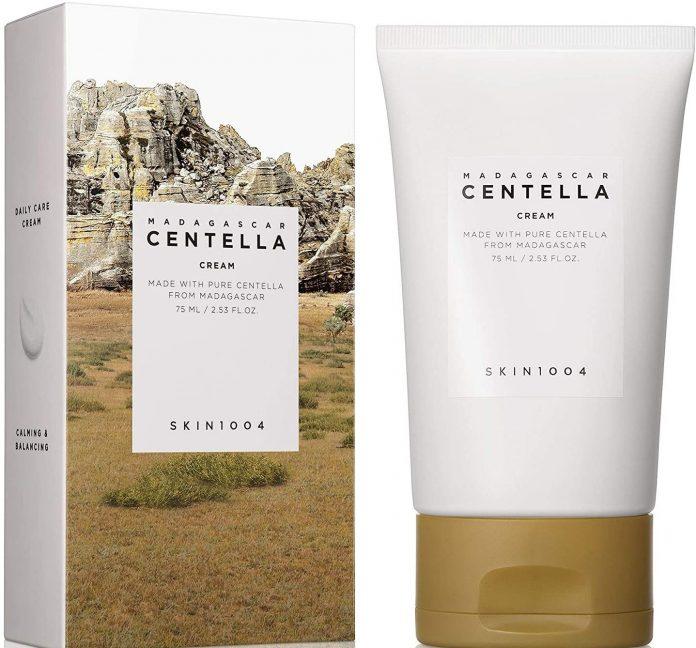 DAILY CARE
CREAM
CALMING &
BALANCING
MADAGASCAR
CENTELLA
CREAM
MADE WITH PURE CENTELLA
FROM MADAGASCAR
75 ML / 2.53 FL.OZ.
SKIN1004
MADAGASCAR
CENTELLA
CREAM
MADE WITH PURE CENTELLA
FROM MADAGASCAR
75 ML / 2.53 FL.OZ.
SKIN1004